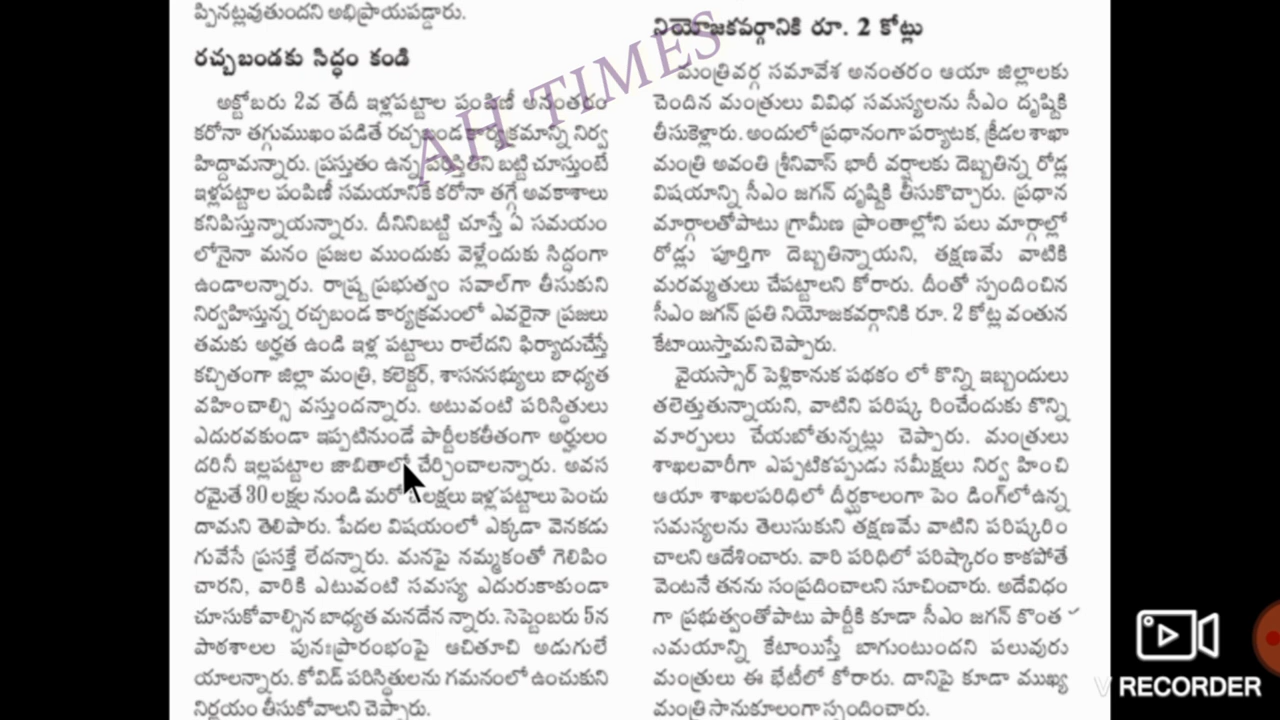 ప్పినట్లవుతుందని అభిప్రాయపడ్డారు.
రచ్చబండకు సిద్ధం కండి
అక్టోబరు 2వ తేదీ ఇళ్లపట్టాల పంపిణీ అనంతరం
కరోనా తగ్గుముఖం పడితే రచ్చబండ కార్యక్రమాన్ని నిర్వ
హిద్దామన్నారు. ప్రస్తుతం ఉన్న పరిస్థితిని బట్టి చూస్తుంటే
ఇళ్లపట్టాల పంపిణీ సమయానికే కరోనా తగ్గే అవకాశాలు
కనిపిస్తున్నాయన్నారు. దీనినిబట్టి చూస్తే ఏ సమయం
లోనైనా మనం ప్రజల ముందుకు వెళ్లేందుకు సిద్ధంగా
ఉండాలన్నారు. రాష్ట్ర ప్రభుత్వం సవాల్‌గా తీసుకుని
నిర్వహిస్తున్న రచ్చబండ కార్యక్రమంలో ఎవరైనా ప్రజలు
తమకు అర్హత ఉండి ఇళ్ల పట్టాలు రాలేదని ఫిర్యాదుచేస్తే
కచ్చితంగా జిల్లా మంత్రి, కలెక్టర్, శాసనసభ్యులు బాధ్యత
వహించాల్సి వస్తుందన్నారు. అటువంటి పరిస్థితులు
ఎదురవకుండా ఇప్పటినుండే పార్టీలకతీతంగా అర్హులం
దరినీ ఇల్లపట్టాల జాబితాలో చేర్పించాలన్నారు. అవస
రమైతే 30 లక్షల నుండి మరో లక్షలు ఇళ్ల పట్టాలు పెంచు
దామని తెలిపారు. పేదల విషయంలో ఎక్కడా వెనకడు
గువేసే ప్రసక్తే లేదన్నారు. మనపై నమ్మకంతో గెలిపిం
చారని, వారికి ఎటువంటి సమస్య ఎదురుకాకుండా
చూసుకోవాల్సిన బాధ్యత మనదేన న్నారు. సెప్టెంబరు 5న
పాఠశాలల పునఃప్రారంభంపై ఆచితూచి అడుగులే
యాలన్నారు. కోవిడ్ పరిస్థితులను గమనంలో ఉంచుకుని
నిర్ణయం తీసుకోవాలని చెప్పారు.
నియోజకవర్గానికి రూ. 2 కోట్లు
మంత్రివర్గ సమావేశ అనంతరం ఆయా జిల్లాలకు
చెందిన మంత్రులు వివిధ సమస్యలను సీఎం దృష్టికి
తీసుకెళ్లారు. అందులో ప్రధానంగా పర్యాటక, క్రీడల శాఖా
మంత్రి అవంతి శ్రీనివాస్ భారీ వర్షాలకు దెబ్బతిన్న రోడ్ల
విషయాన్ని సీఎం జగన్ దృష్టికి తీసుకొచ్చారు. ప్రధాన
మార్గాలతోపాటు గ్రామీణ ప్రాంతాల్లోని పలు మార్గాల్లో
రోడ్లు పూర్తిగా దెబ్బతిన్నాయని, తక్షణమే వాటికి
మరమ్మతులు చేపట్టాలని కోరారు. దీంతో స్పందించిన
సీఎం జగన్ ప్రతి నియోజకవర్గానికి రూ. 2 కోట్ల వంతున
కేటాయిస్తామని చెప్పారు.
వైయస్సార్ పెళ్లికానుక పథకం లో కొన్ని ఇబ్బందులు
తలెత్తుతున్నాయని, వాటిని పరిష్క రించేందుకు కొన్ని
మార్పులు చేయబోతున్నట్లు చెప్పారు. మంత్రులు
శాఖలవారీగా ఎప్పటికప్పుడు సమీక్షలు నిర్వ హించి
ఆయా శాఖలపరిధిలో దీర్ఘకాలంగా పెం డింగ్‌లో ఉన్న
సమస్యలను తెలుసుకుని తక్షణమే వాటిని పరిష్కరిం
చాలని ఆదేశించారు. వారి పరిధిలో పరిష్కారం కాకపోతే
వెంటనే తనను సంప్రదించాలని సూచించారు. అదేవిధం
గా ప్రభుత్వంతోపాటు పార్టీకి కూడా సీఎం జగన్ కొంత
సమయాన్ని కేటాయిస్తే బాగుంటుందని పలువురు
మంత్రులు ఈ భేటీలో కోరారు. దానిపై కూడా ముఖ్య
మంత్రి సానుకూలంగా స్పందించారు.
AH TIMES
V RECORDER